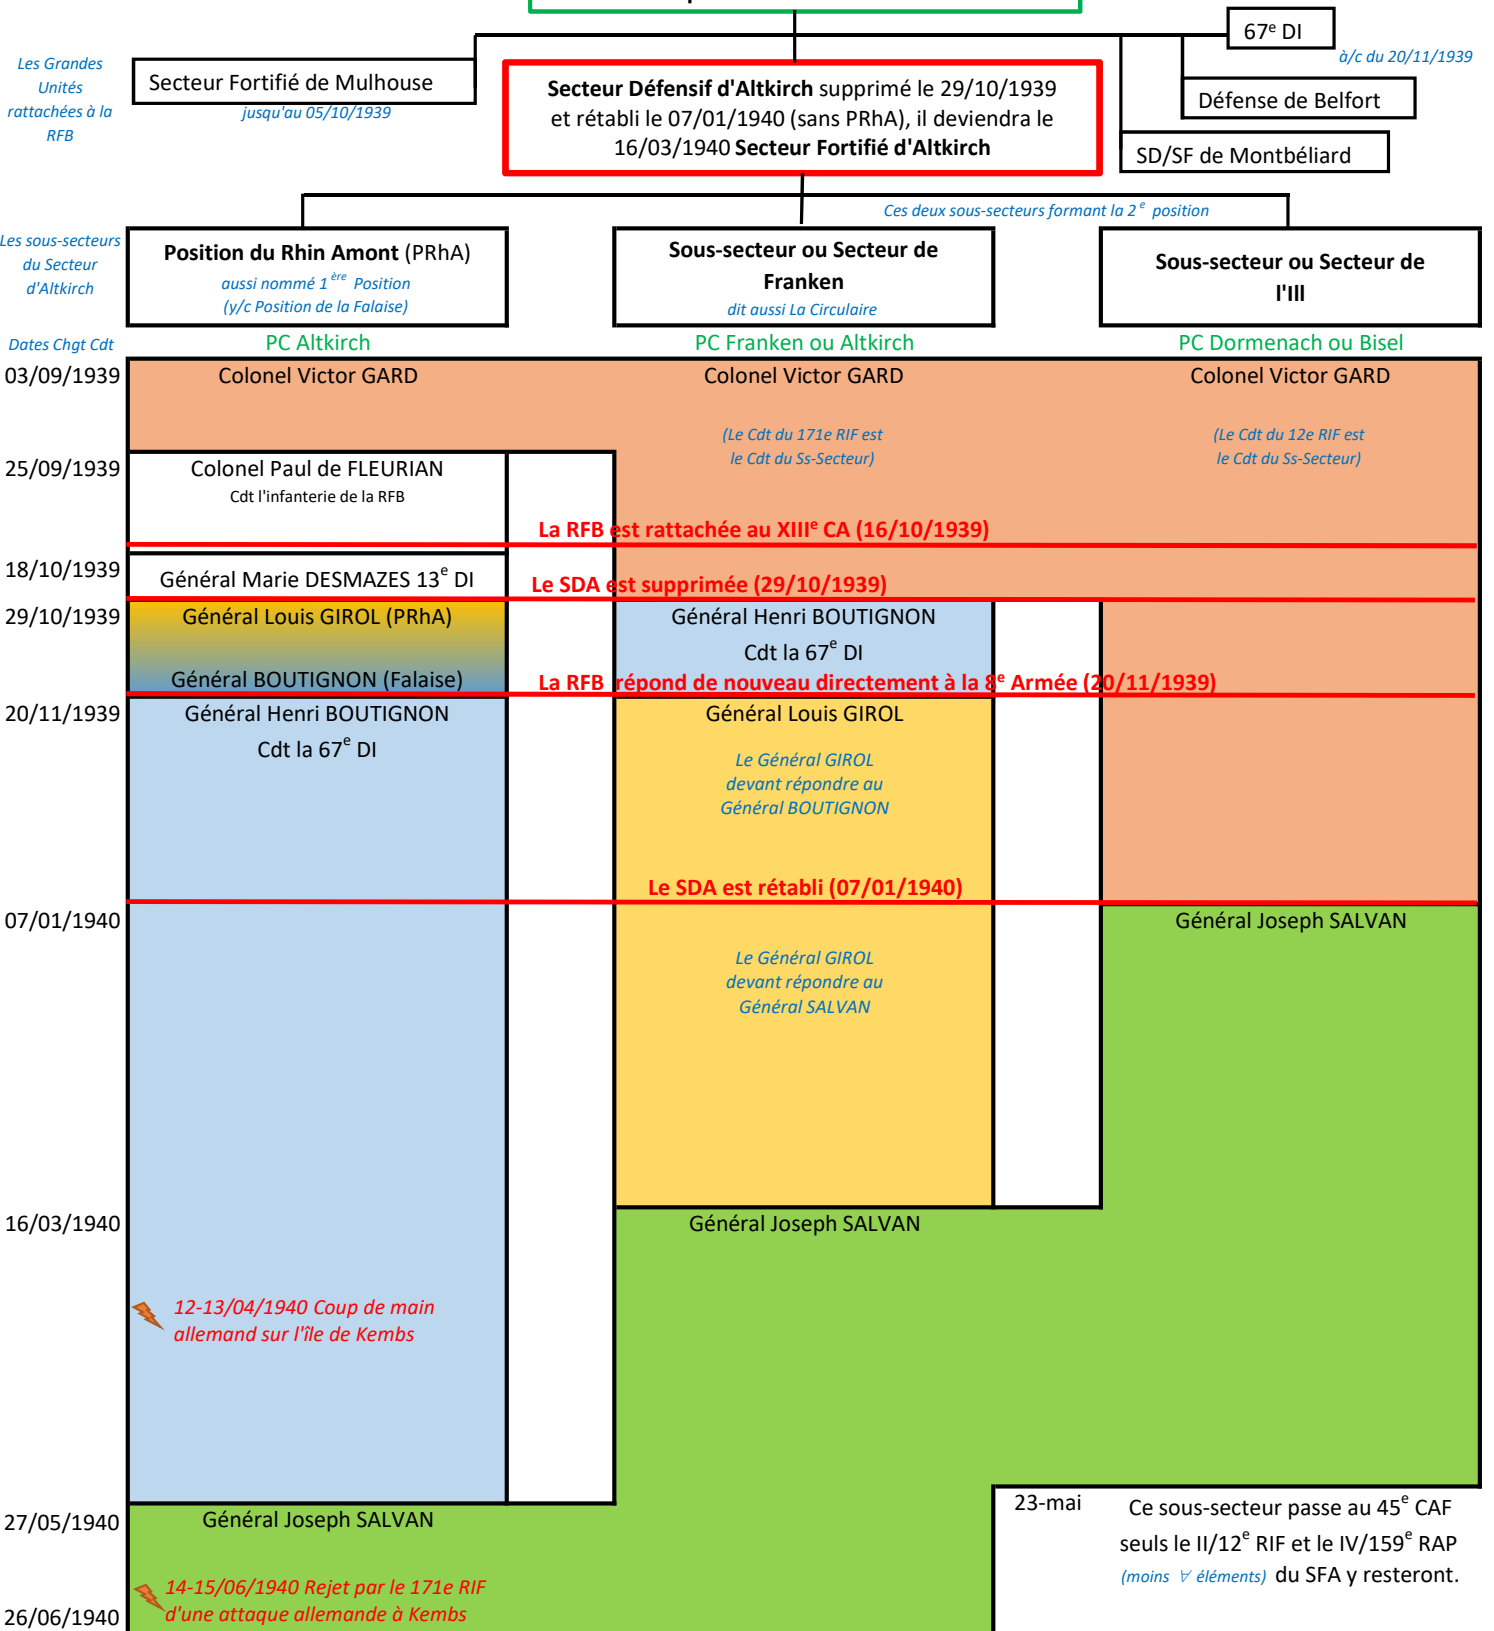 67e DI
à/c du 20/11/1939
Les Grandes
Unités
rattachées à la
RFB
Secteur Fortifié de Mulhouse
jusqu'au 05/10/1939
Secteur Défensif d'Altkirch supprimé le 29/10/1939
et rétabli le 07/01/1940 (sans PRhA), il deviendra le
16/03/1940 Secteur Fortifié d'Altkirch
Défense de Belfort
SD/SF de Montbéliard
Ces deux sous-secteurs formant la 2e position
Les sous-secteurs
du Secteur
d'Altkirch
Position du Rhin Amont (PRhA)
aussi nommé 1ère Position
(y/c Position de la Falaise)
Sous-secteur ou Secteur de
Franken
dit aussi La Circulaire
Sous-secteur ou Secteur de
l'Ill
Dates Chgt Cdt
PC Altkirch
PC Franken ou Altkirch
PC Dormenach ou Bisel
03/09/1939
Colonel Victor GARD
Colonel Victor GARD
Colonel Victor GARD
(Le Cdt du 171e RIF est
le Cdt du Ss-Secteur)
(Le Cdt du 12e RIF est
le Cdt du Ss-Secteur)
25/09/1939
Colonel Paul de FLEURIAN
Cdt l'infanterie de la RFB
La RFB est rattachée au XIIIe CA (16/10/1939)
18/10/1939
Général Marie DESMAZES 13e DI
Le SDA est supprimée (29/10/1939)
29/10/1939
Général Louis GIROL (PRhA)
Général Henri BOUTIGNON
Cdt la 67e DI
Général BOUTIGNON (Falaise)
La RFB répond de nouveau directement à la 8e Armée (20/11/1939)
20/11/1939
Général Henri BOUTIGNON
Cdt la 67e DI
Général Louis GIROL
Le Général GIROL
devant répondre au
Général BOUTIGNON
Le SDA est rétabli (07/01/1940)
07/01/1940
Général Joseph SALVAN
Le Général GIROL
devant répondre au
Général SALVAN
16/03/1940
Général Joseph SALVAN
12-13/04/1940 Coup de main
allemand sur l'île de Kembs
27/05/1940
Général Joseph SALVAN
23-mai
Ce sous-secteur passe au 45e CAF
seuls le II/12e RIF et le IV/159e RAP
(moins ∀ éléments) du SFA y resteront.
14-15/06/1940 Rejet par le 171e RIF
d'une attaque allemande à Kembs
26/06/1940